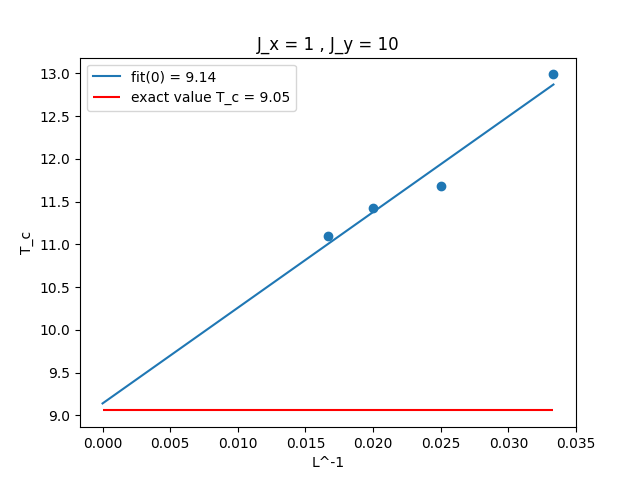 J_x = 1 , J_y = 10
fit(0) = 9.14
exact value T_c = 9.05
13.0
12.5
12.0
11.5
11.0
10.5
10.0
9.5
9.0
T_c
0.000 0.005 0.010 0.015 0.020 0.025 0.030 0.035
L^-1